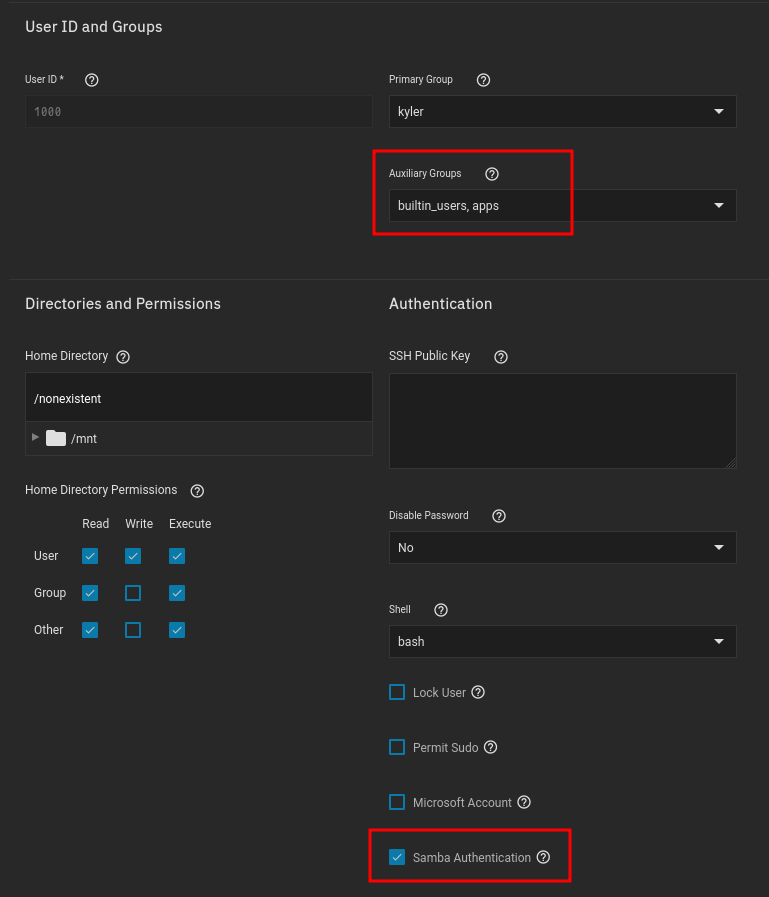 User ID and Groups
User ID *
1000
Primary Group
kyler
Auxiliary Groups
builtin_users, apps
Directories and Permissions
Home Directory
/nonexistent
/mnt
Home Directory Permissions
Read Write Execute
User
Group
Other
Authentication
SSH Public Key
Disable Password
No
Shell
bash
Lock User
Permit Sudo
Microsoft Account
Samba Authentication